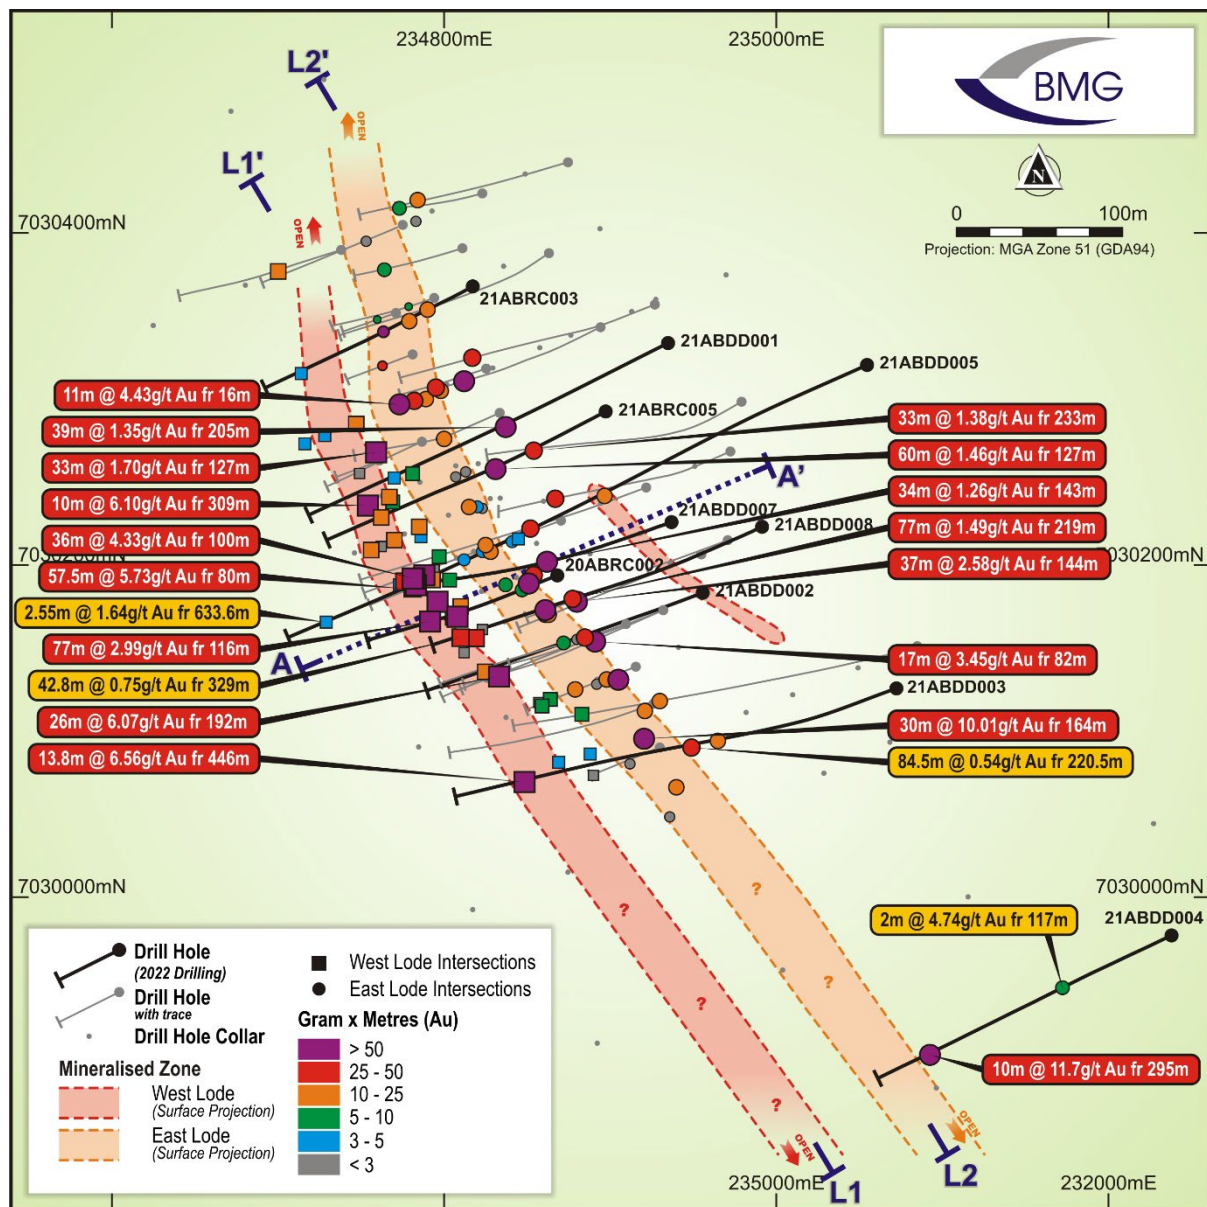 234800mE
235000mE
BMG
L2'
OPEN
L1'
OPEN
N
7030400mN
0
100m
Projection: MGA Zone 51 (GDA94)
21ABRC003
21ABDD001
21ABDD005
21ABRC005
11m @ 4.43g/t Au fr 16m
39m @ 1.35g/t Au fr 205m
33m @ 1.70g/t Au fr 127m
10m @ 6.10g/t Au fr 309m
36m @ 4.33g/t Au fr 100m
57.5m @ 5.73g/t Au fr 80m
2.55m @ 1.64g/t Au fr 633.6m
77m @ 2.99g/t Au fr 116m
42.8m @ 0.75g/t Au fr 329m
26m @ 6.07g/t Au fr 192m
13.8m @ 6.56g/t Au fr 446m
33m @ 1.38g/t Au fr 233m
60m @ 1.46g/t Au fr 127m
34m @ 1.26g/t Au fr 143m
77m @ 1.49g/t Au fr 219m
37m @ 2.58g/t Au fr 144m
17m @ 3.45g/t Au fr 82m
30m @ 10.01g/t Au fr 164m
84.5m @ 0.54g/t Au fr 220.5m
A'
21ABDD007
21ABDD008
7030200mN
7030200mN
20ABRC002
21ABDD002
A
21ABDD003
7030000mN
7030000mN
2m @ 4.74g/t Au fr 117m
21ABDD004
10m @ 11.7g/t Au fr 295m
?
?
?
?
?
Drill Hole
(2022 Drilling)
Drill Hole
with trace
Drill Hole Collar
Mineralised Zone
West Lode
(Surface Projection)
East Lode
(Surface Projection)
West Lode Intersections
East Lode Intersections
Gram x Metres (Au)
> 50
25 - 50
10 - 25
5 - 10
3 - 5
< 3
OPEN
L1
OPEN
L2
235000mE
232000mE